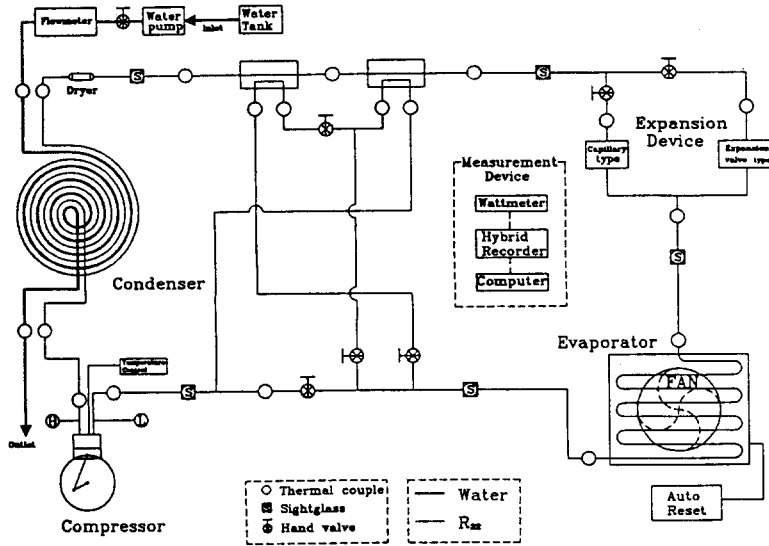 Flowmeter
Water
pump
Inlet
Water
Tank
Dryer
S
S
Expansion
Device
Capillary
type
Expansion
valve type
Measurement
Device
Wattmeter
Hybrid
Recorder
Computer
S
Condenser
Evaporator
FAN
Temperature
Control
S
S
H
L
Outlet
Compressor
Thermal couple
S Sightglass
Hand valve
Water
R22
Auto
Reset